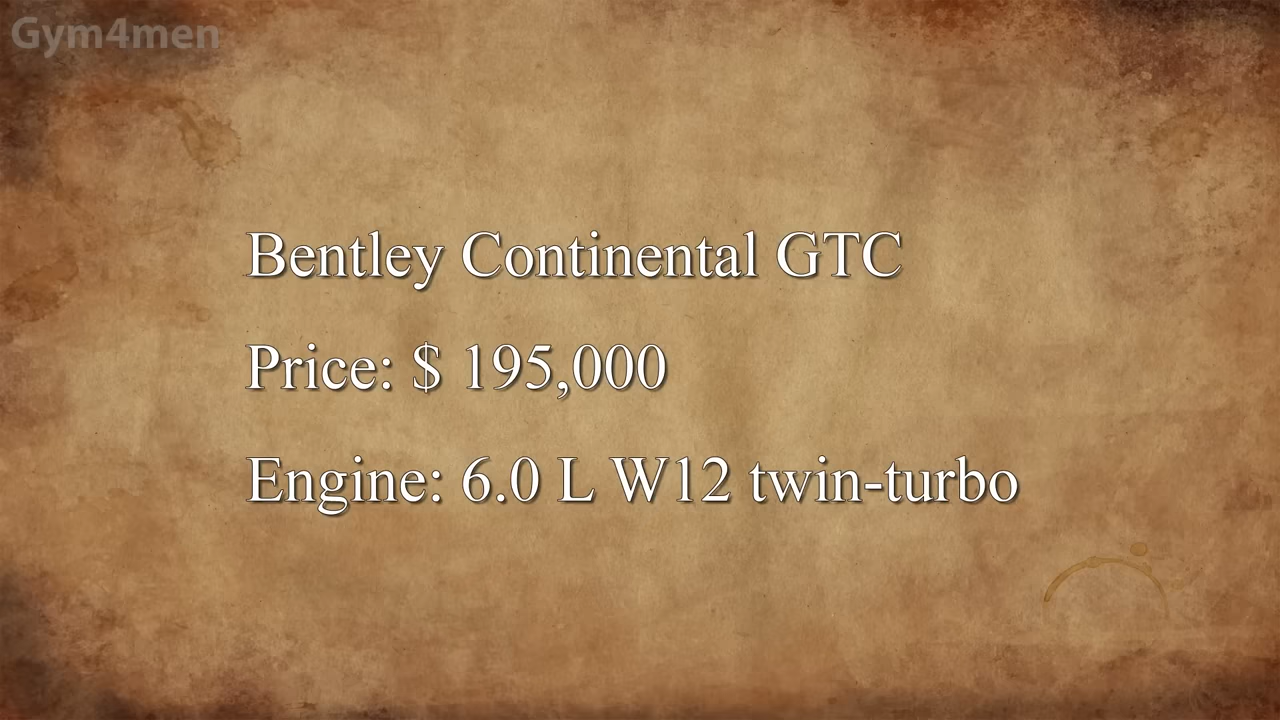 Gym4men
Bentley Continental GTC
Price: $ 195,000
Engine: 6.0 L W12 twin-turbo